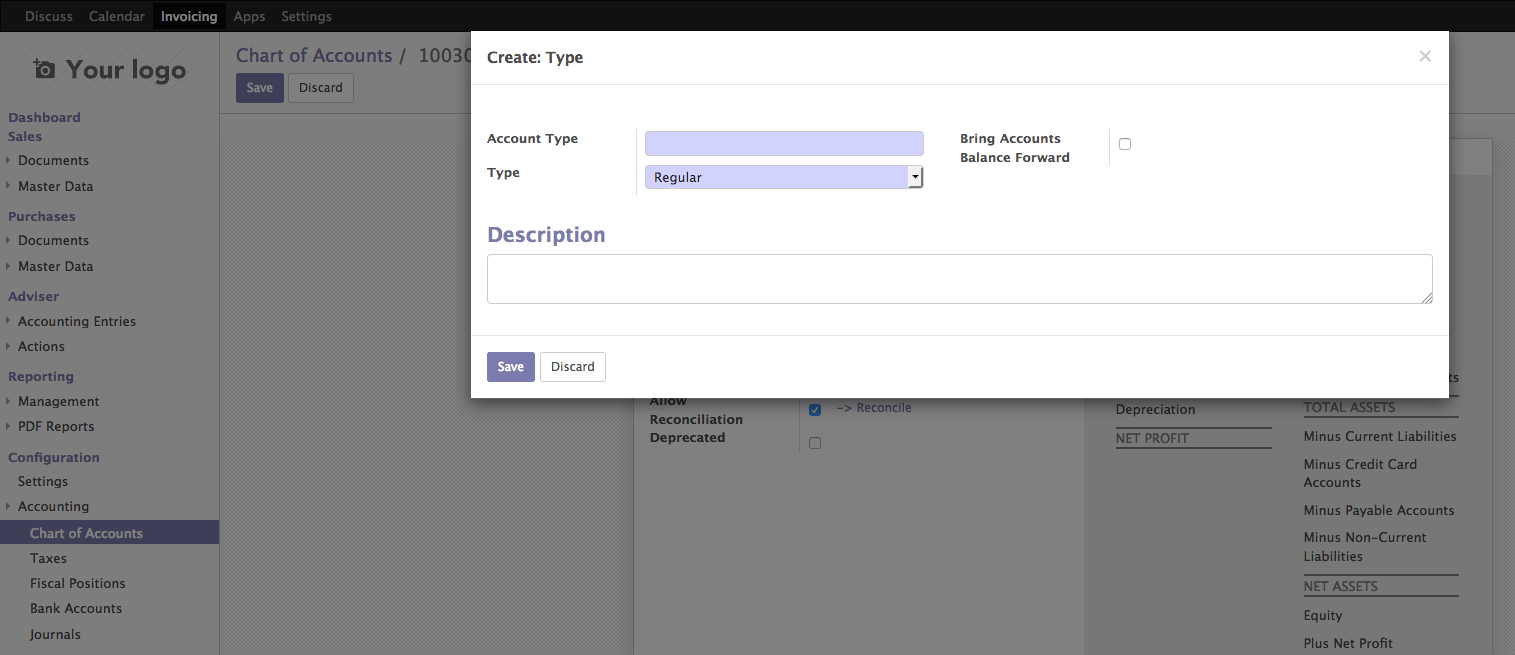 Discuss Calendar Invoicing Apps Settings
Your logo
Dashboard
Sales
Documents
Master Data
Purchases
Documents
Master Data
Adviser
Accounting Entries
Actions
Reporting
Management
PDF Reports
Configuration
Settings
Accounting
Chart of Accounts
Taxes
Fiscal Positions
Bank Accounts
Journals
Chart of Accounts / 10030
Save Discard
Create: Type ×
Account Type
Type Regular
Bring Accounts
Balance Forward
Description
Save Discard
Allow
Reconciliation
-> Reconcile
Deprecated
Depreciation
NET PROFIT
TOTAL ASSETS
Minus Current Liabilities
Minus Credit Card
Accounts
Minus Payable Accounts
Minus Non-Current
Liabilities
NET ASSETS
Equity
Plus Net Profit